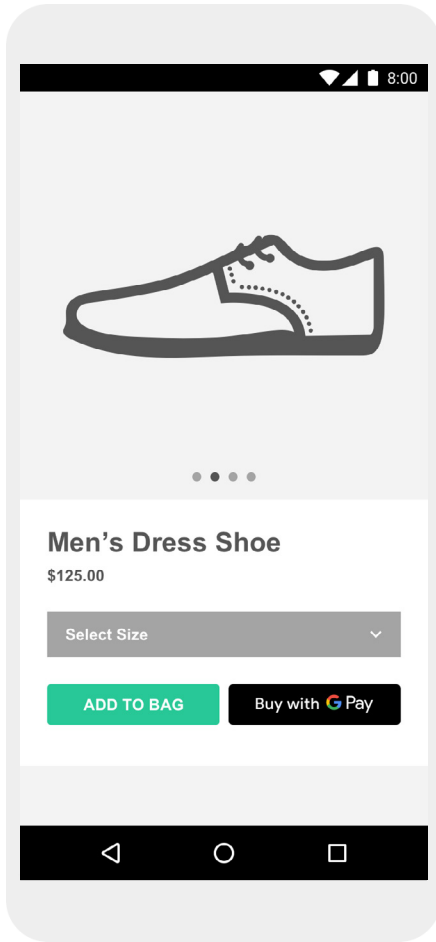 8:00
Men’s Dress Shoe
$125.00
Select Size
ADD TO BAG
Buy with G Pay